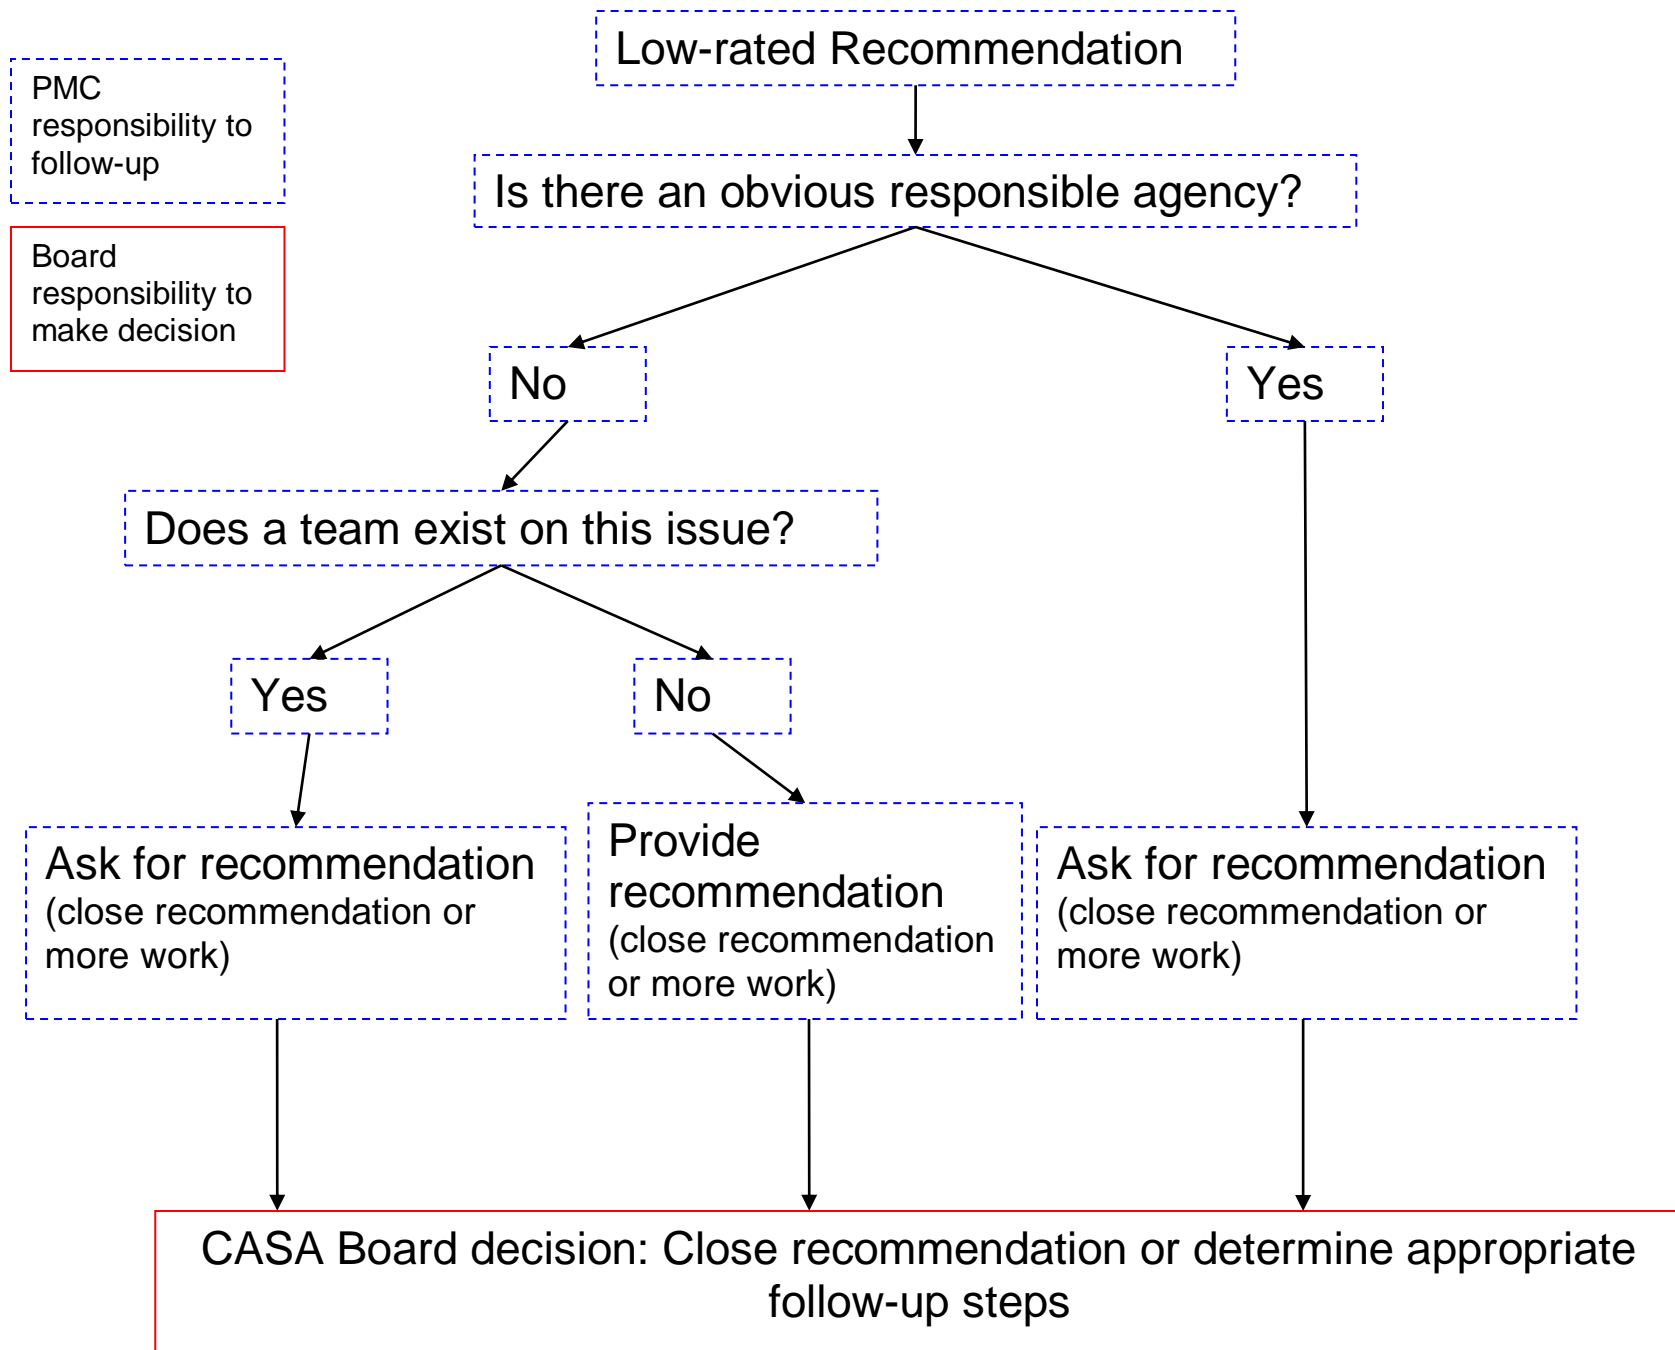 Low-rated Recommendation
PMC
responsibility to
follow-up
Is there an obvious responsible agency?
Board
responsibility to
make decision
No
Yes
Does a team exist on this issue?
Yes
No
Ask for recommendation
(close recommendation or
more work)
Provide
recommendation
(close recommendation
or more work)
Ask for recommendation
(close recommendation or
more work)
CASA Board decision: Close recommendation or determine appropriate
follow-up steps